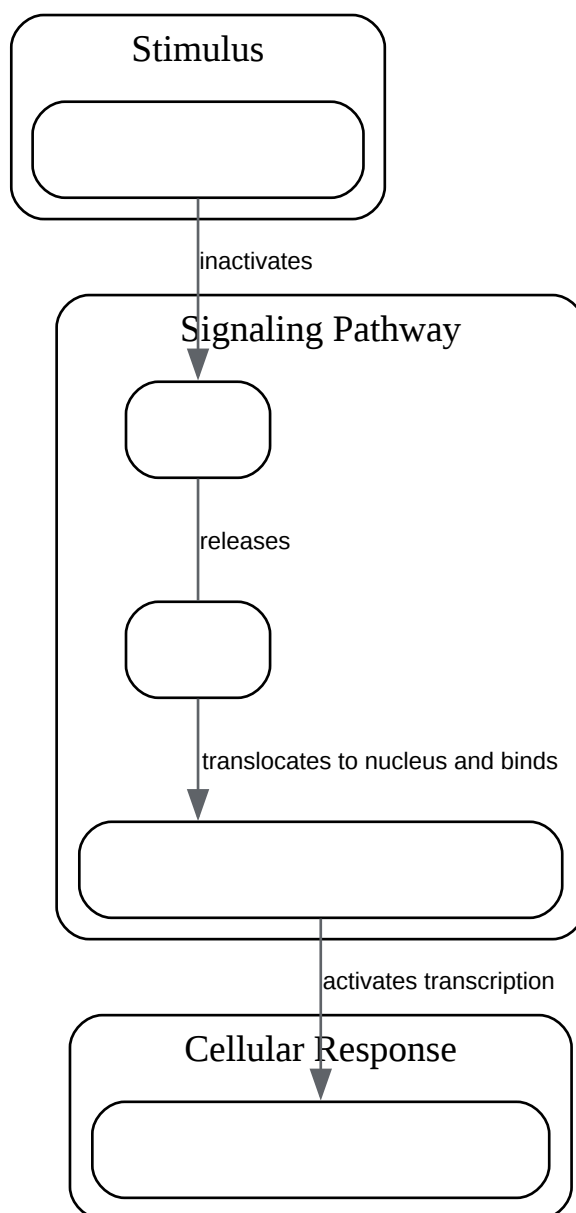 Stimulus
inactivates
Signaling Pathway
releases
translocates to nucleus and binds
activates transcription
Cellular Response